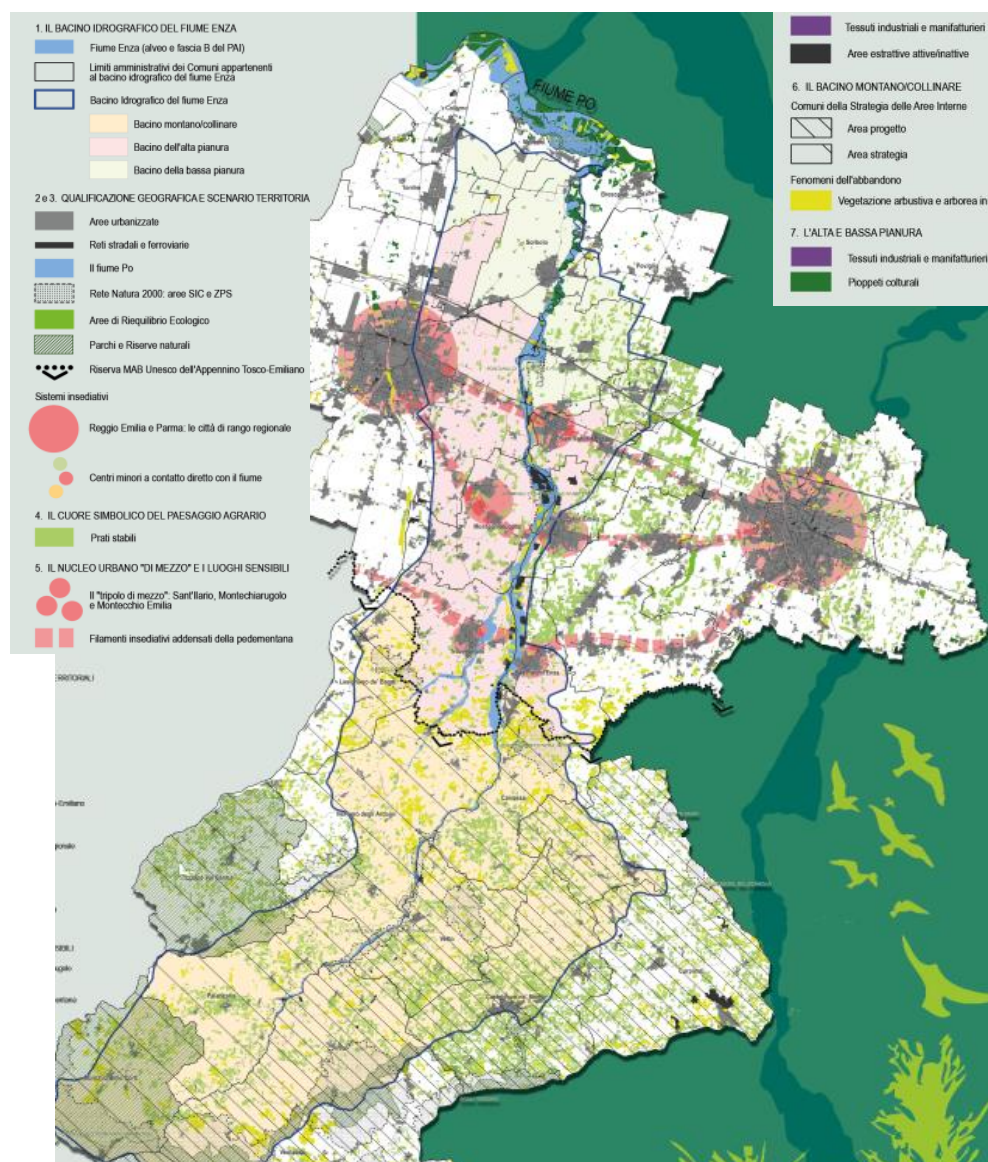 1. IL BACINO IDROGRAFICO DEL FIUME ENZA
Fiume Enza (alveo e fascia B del PAI)
Limiti amministrativi dei Comuni appartenenti
al bacino idrografico del fiume Enza
Bacino Idrografico del fiume Enza
Bacino montano/collinare
Bacino dell'alta pianura
Bacino della bassa pianura
2 e 3. QUALIFICAZIONE GEOGRAFICA E SCENARIO TERRITORIA
Aree urbanizzate
Reti stradali e ferroviarie
Il fiume Po
Rete Natura 2000: aree SIC e ZPS
Aree di Riequilibrio Ecologico
Parchi e Riserve naturali
Riserva MAB Unesco dell'Appennino Tosco-Emiliano
Sistemi insediativi
Reggio Emilia e Parma: le città di rango regionale
Centri minori a contatto diretto con il fiume
4. IL CUORE SIMBOLICO DEL PAESAGGIO AGRARIO
Prati stabili
5. IL NUCLEO URBANO "DI MEZZO" E I LUOGHI SENSIBILI
Il "tripolo di mezzo": Sant'Ilario, Montechiarugolo
e Montecchio Emilia
Filamenti insediativi addensati della pedemontana
Tessuti industriali e manifatturieri
Aree estrattive attive/inattive
6. IL BACINO MONTANO/COLLINARE
Comuni della Strategia delle Aree Interne
Area progetto
Area strategia
Fenomeni dell'abbandono
Vegetazione arbustiva e arborea in
7. L'ALTA E BASSA PIANURA
Tessuti industriali e manifatturieri
Pioppeti colturali
FIUME PO
Sorbolo
Canossa
Vetto
Palanzano
Carpineti